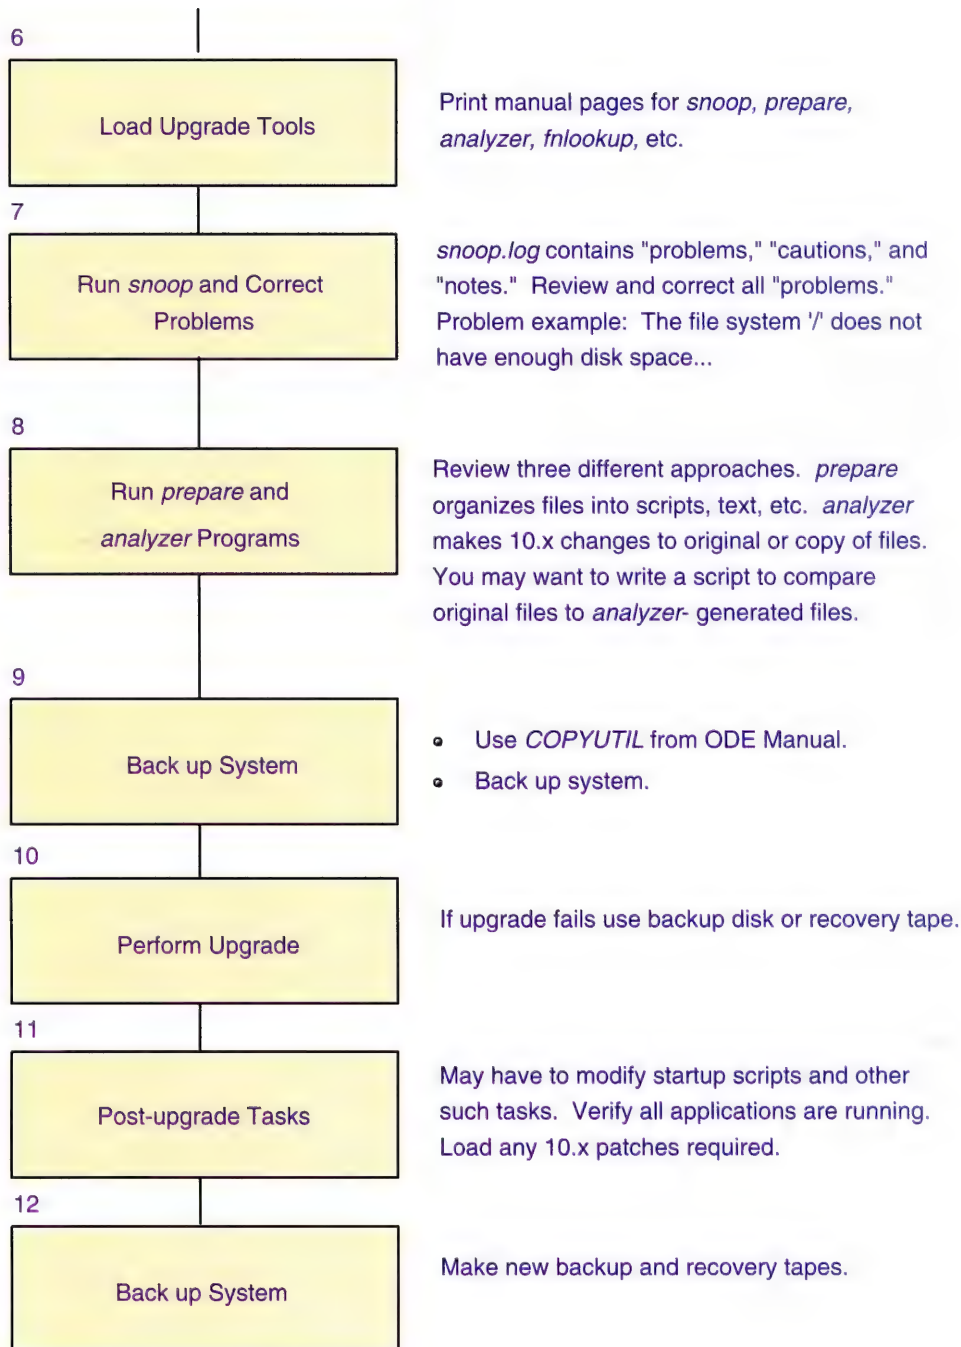 6
Load Upgrade Tools
Print manual pages for snoop, prepare,
analyzer, fnlookup, etc.
7
Run snoop and Correct
Problems
snoop.log contains "problems," "cautions," and
"notes." Review and correct all "problems."
Problem example: The file system '/' does not
have enough disk space...
8
Run prepare and
analyzer Programs
Review three different approaches. prepare
organizes files into scripts, text, etc. analyzer
makes 10.x changes to original or copy of files.
You may want to write a script to compare
original files to analyzer- generated files.
9
Back up System
• Use COPYUTIL from ODE Manual.
• Back up system.
10
Perform Upgrade
If upgrade fails use backup disk or recovery tape.
11
Post-upgrade Tasks
May have to modify startup scripts and other
such tasks. Verify all applications are running.
Load any 10.x patches required.
12
Back up System
Make new backup and recovery tapes.